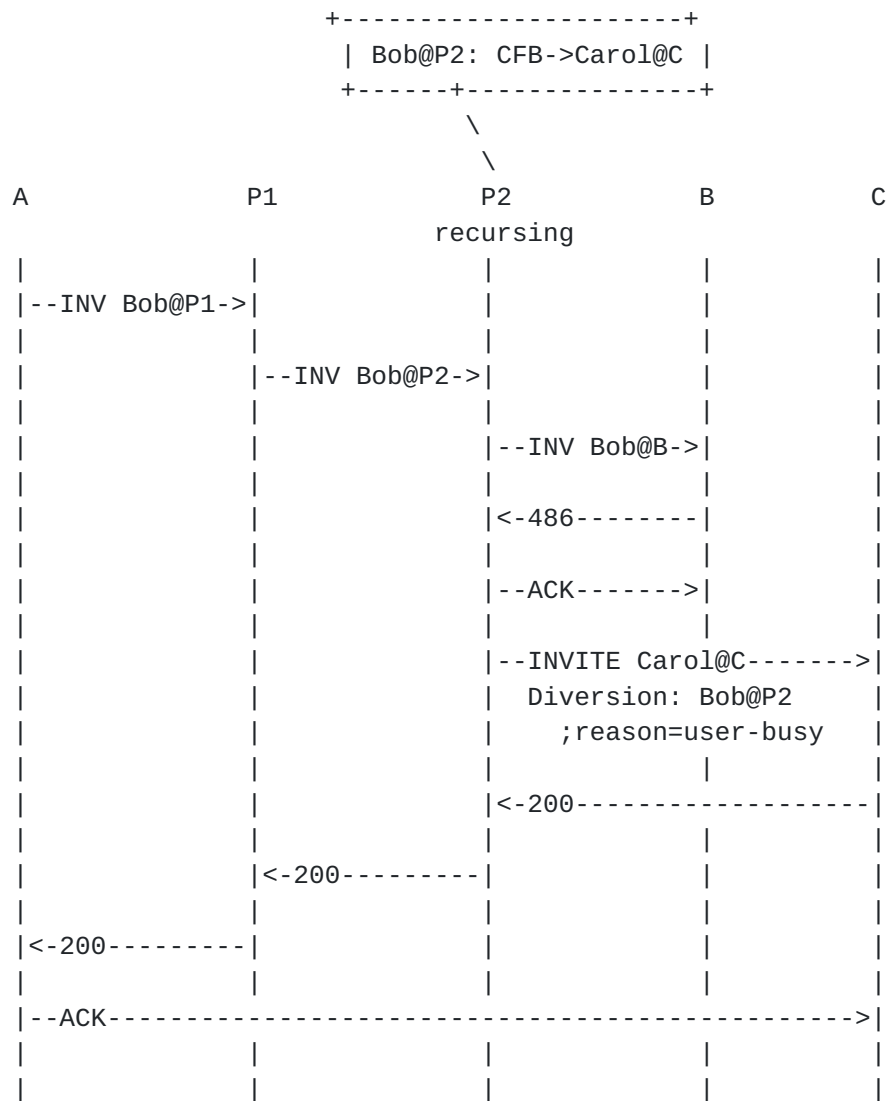 +----------------------+
| Bob@P2: CFB->Carol@C |
+------+---------------+
\
\
A P1 P2 B C
recursing
| | | | |
|--INV Bob@P1->| | | |
| | | | |
| |--INV Bob@P2->| | |
| | | | |
| | |--INV Bob@B->| |
| | | | |
| | |<-486--------| |
| | | | |
| | |--ACK------->| |
| | | | |
| | |--INVITE Carol@C------->|
| | | Diversion: Bob@P2 |
| | | ;reason=user-busy |
| | | | |
| | |<-200------------------|
| | | | |
| |<-200---------| | |
| | | | |
|<-200---------| | | |
| | | | |
|--ACK------------------------------------------------>|
| | | | |
| | | | |